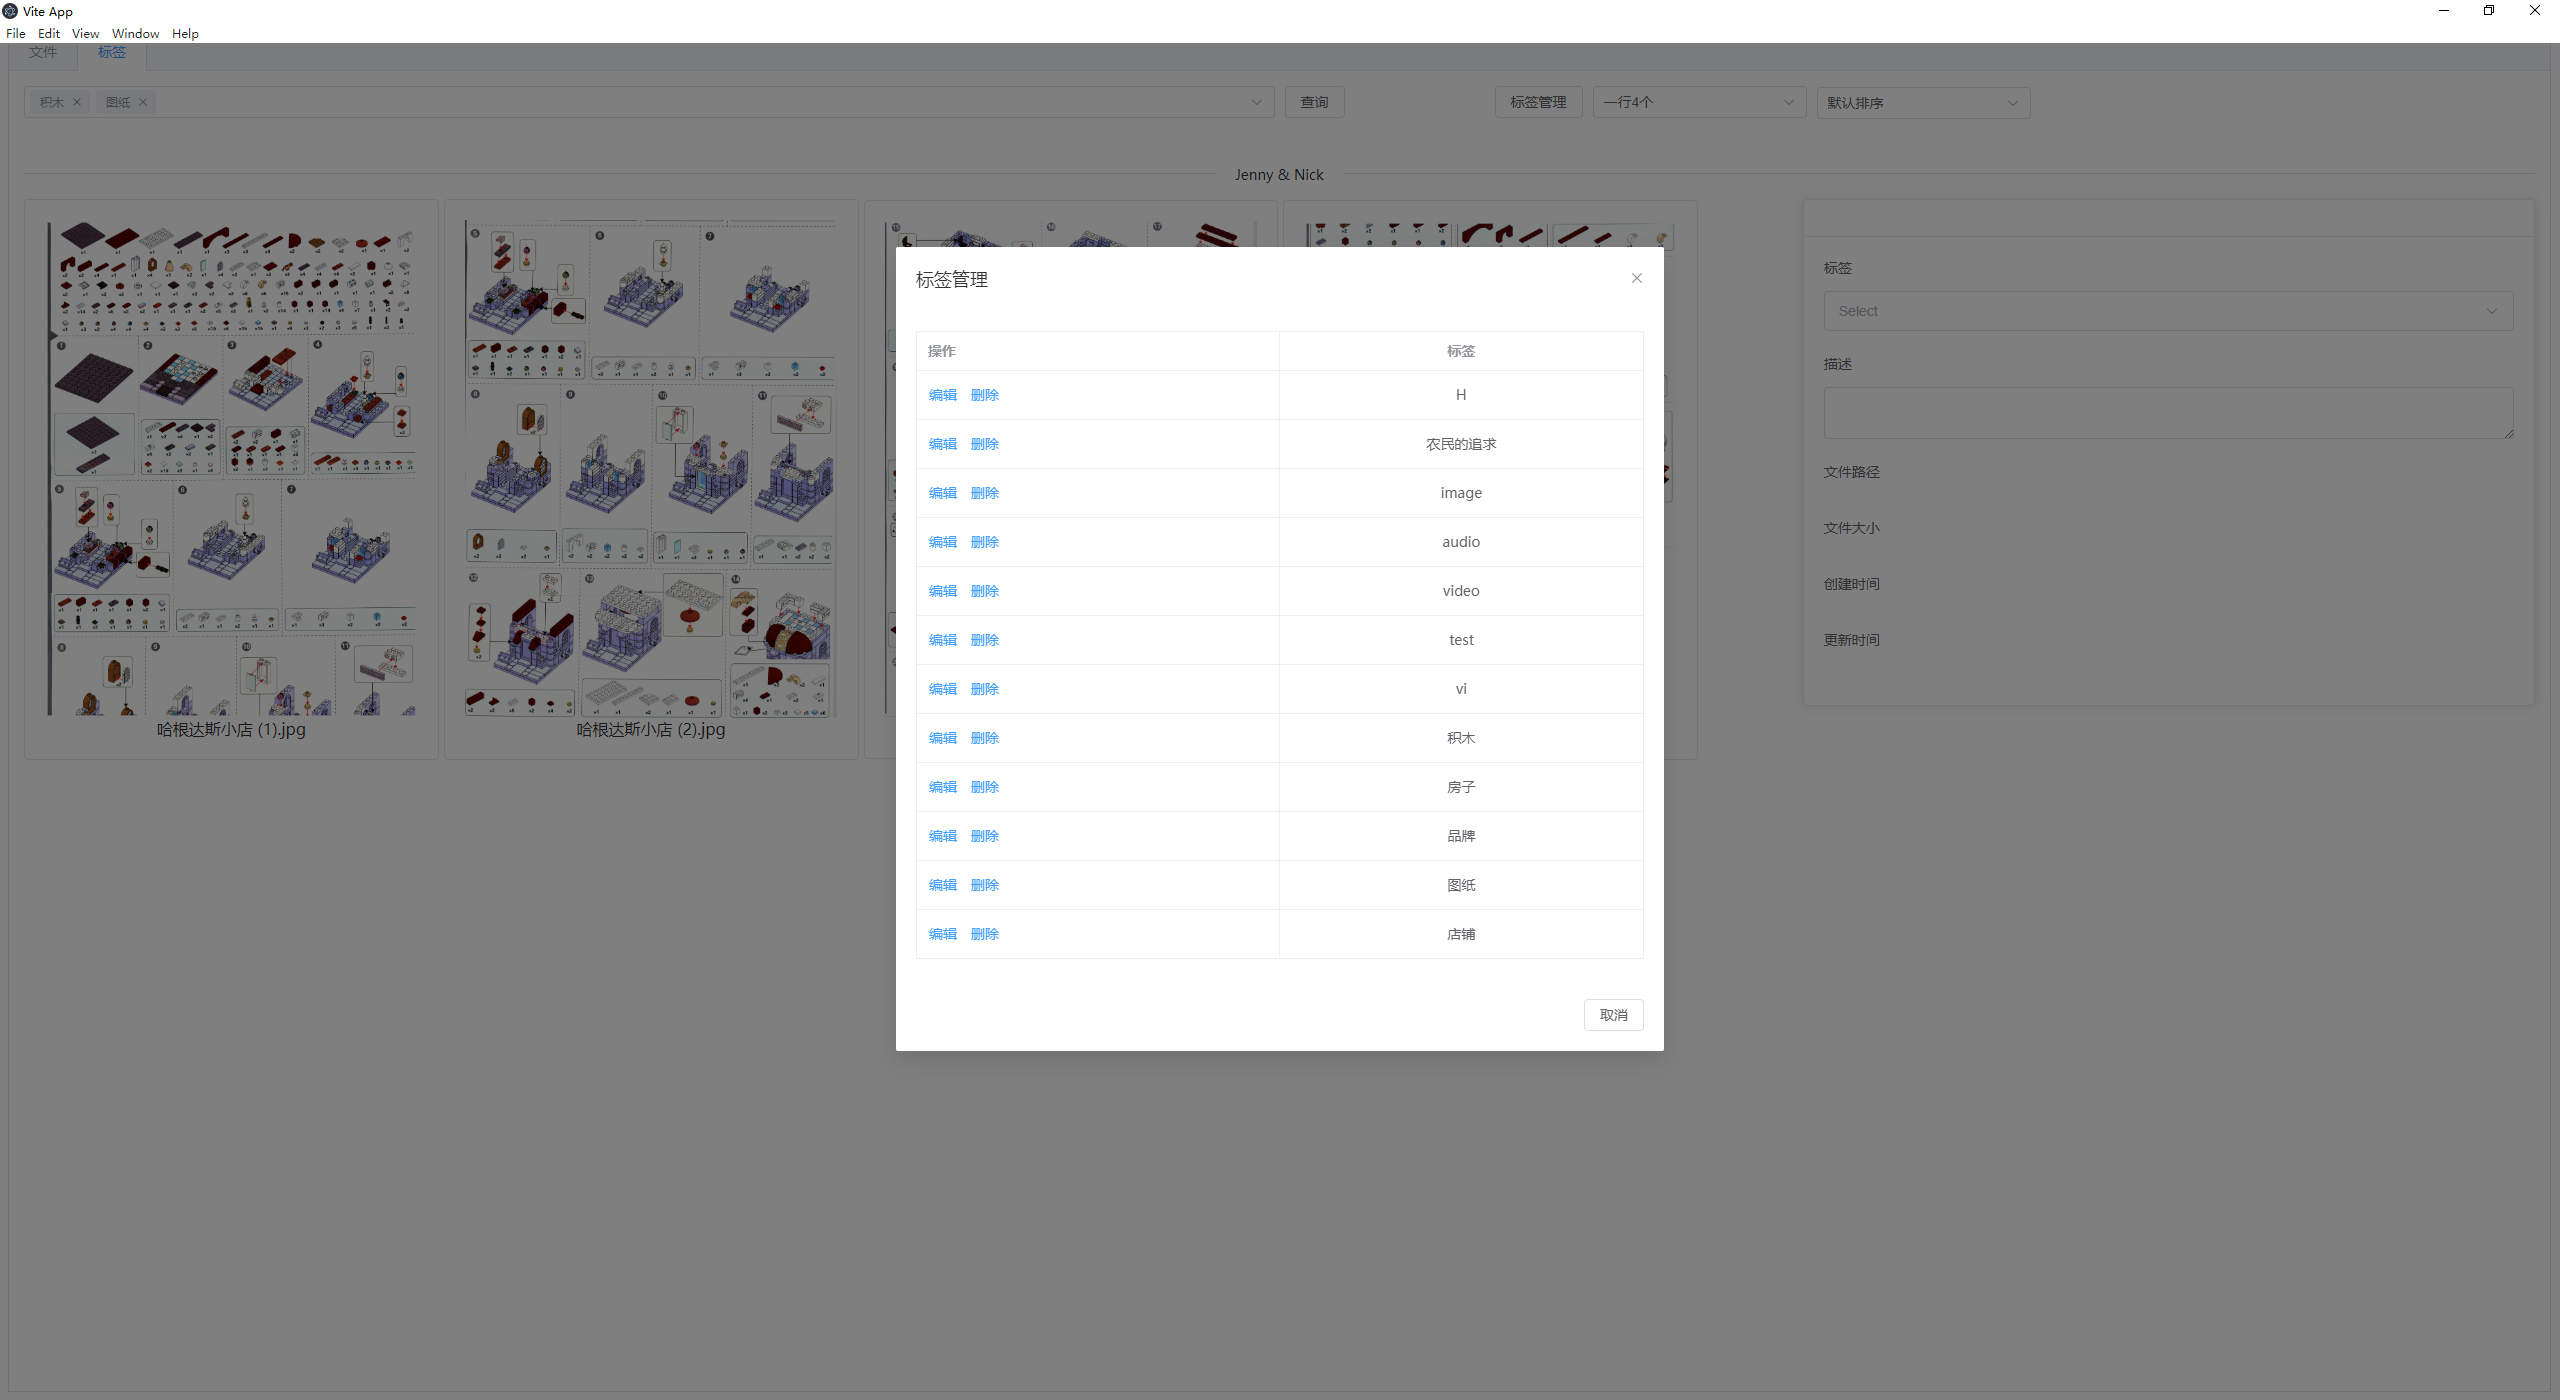 Vite App
File Edit View Window Help
文件 标签
积木 图纸 查询 标签管理 一行4个 默认排序
Jenny & Nick
哈根达斯小店 (1).jpg
哈根达斯小店 (2).jpg
标签管理
操作 标签
编辑 删除 H
编辑 删除 农民的追求
编辑 删除 image
编辑 删除 audio
编辑 删除 video
编辑 删除 test
编辑 删除 vi
编辑 删除 积木
编辑 删除 房子
编辑 删除 品牌
编辑 删除 图纸
编辑 删除 店铺
取消
标签
Select
描述
文件路径
文件大小
创建时间
更新时间